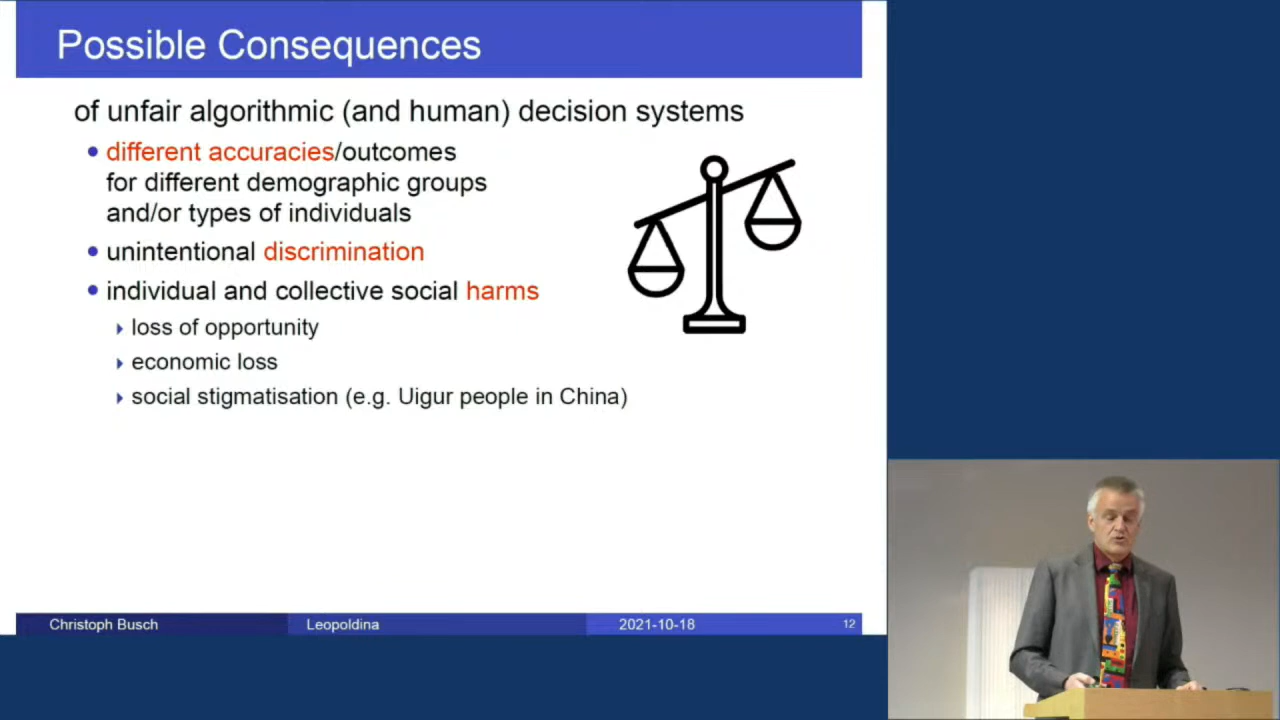 Possible Consequences
of unfair algorithmic (and human) decision systems
different accuracies/outcomes
for different demographic groups
and/or types of individuals
unintentional discrimination
individual and collective social harms
loss of opportunity
economic loss
social stigmatisation (e.g. Uigur people in China)
Christoph Busch Leopoldina 2021-10-18 12